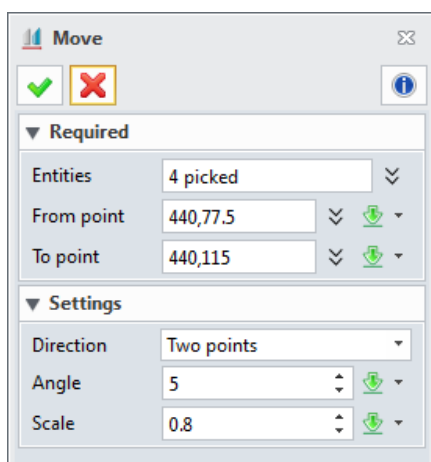 Move
Required
Entities 4 picked
From point 440,77.5
To point 440,115
Settings
Direction Two points
Angle 5
Scale 0.8